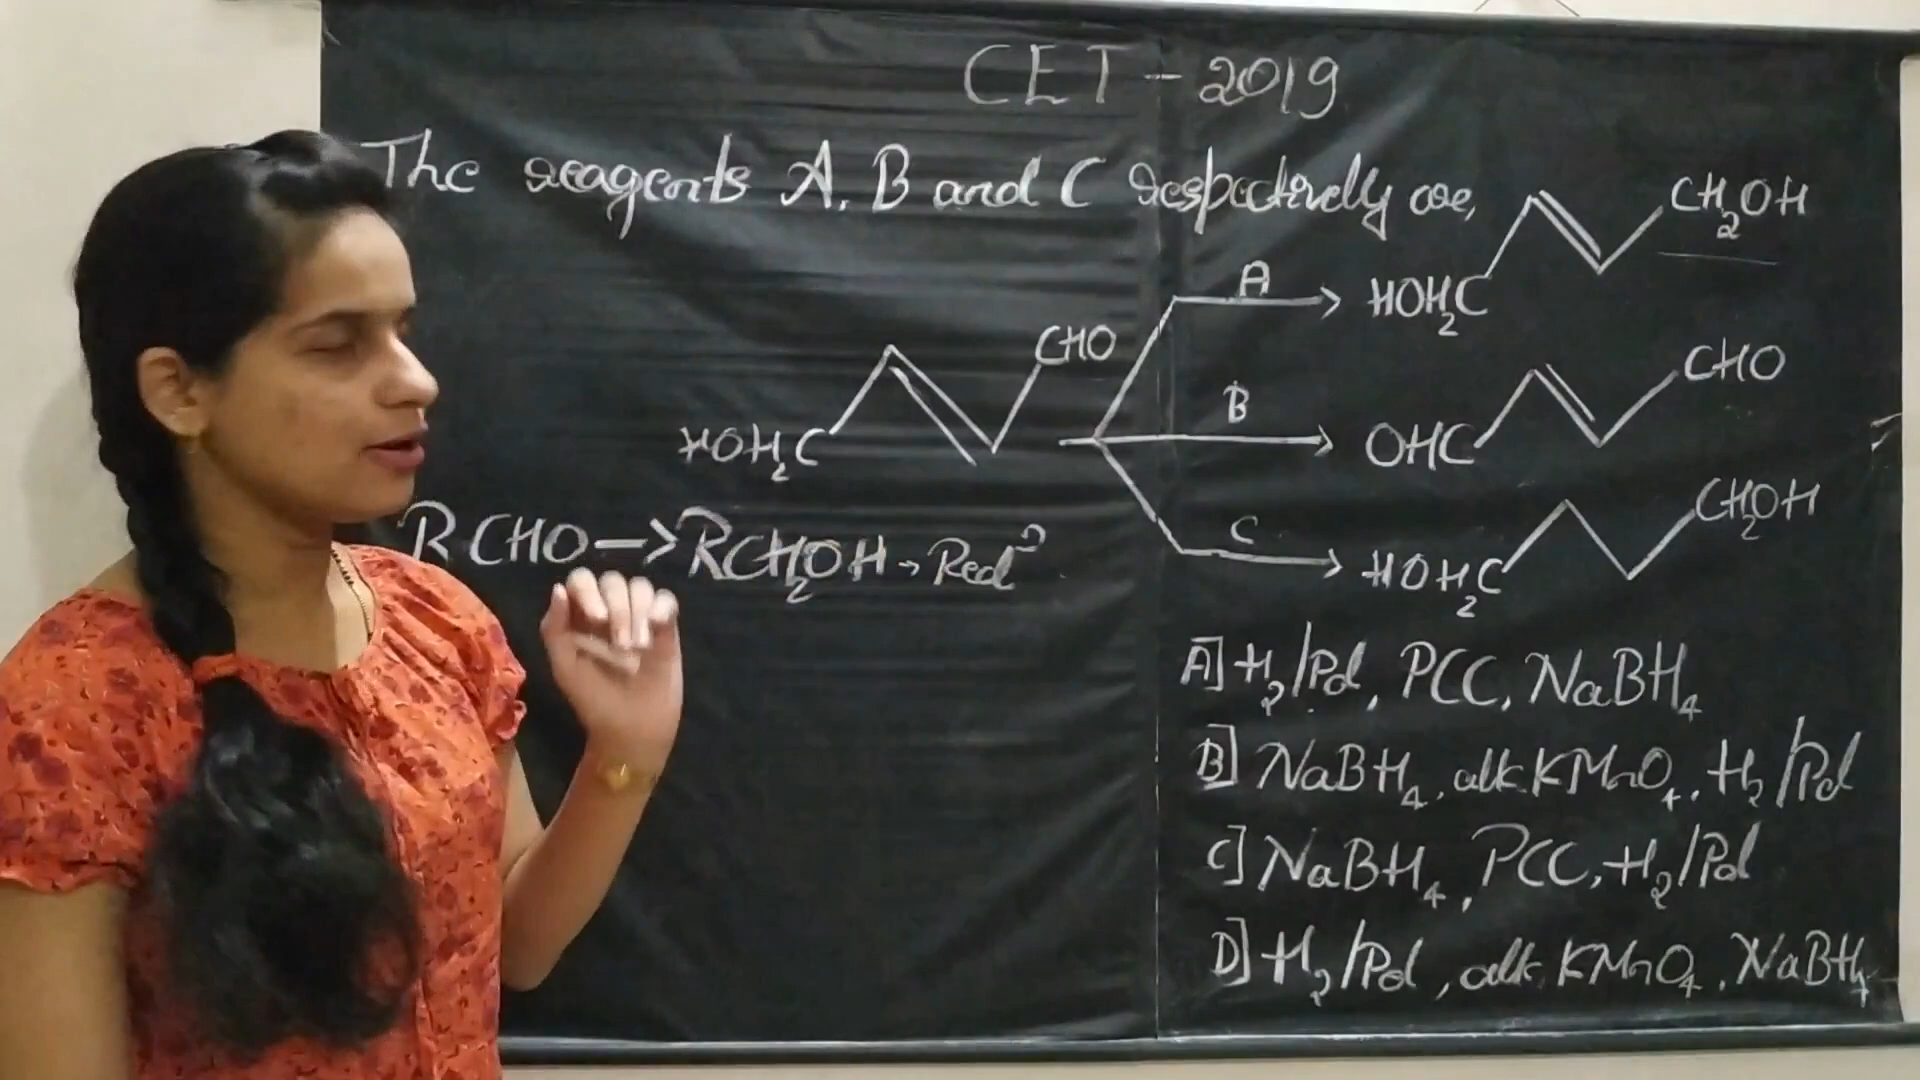 CET - 2019
The reagents A, B and C respectively are,
CH2OH
A
HOH2C
CHO
CHO
B
HOH2C
OHC
CH2OH
RCHO → RCH2OH → Redⁿ
C
HOH2C
A] H2/Pd, PCC, NaBH4
B] NaBH4, alk. KMnO4, H2/Pd
C] NaBH4, PCC, H2/Pd
D] H2/Pd, alk. KMnO4, NaBH4